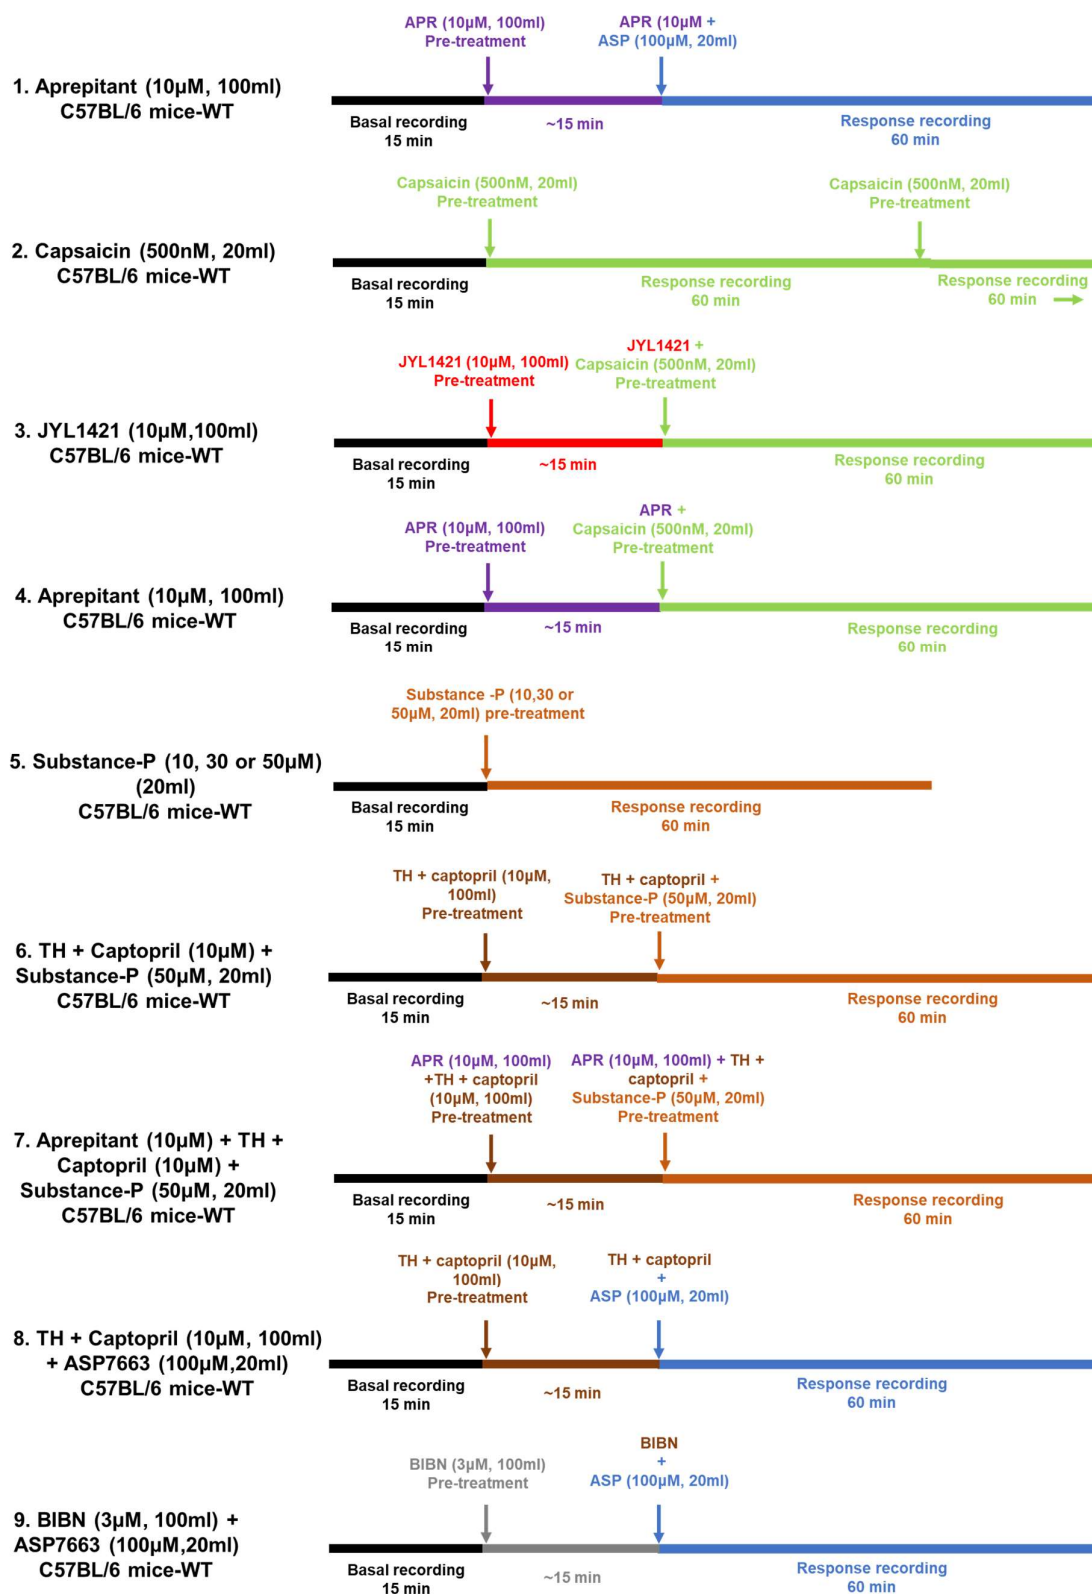 APR (10µM, 100ml)
Pre-treatment
APR (10µM +
ASP (100µM, 20ml)
1. Aprepitant (10µM, 100ml)
C57BL/6 mice-WT
Basal recording
15 min
~15 min
Response recording
60 min
Capsaicin (500nM, 20ml)
Pre-treatment
Capsaicin (500nM, 20ml)
Pre-treatment
2. Capsaicin (500nM, 20ml)
C57BL/6 mice-WT
Basal recording
15 min
Response recording
60 min
Response recording
60 min
JYL1421 (10µM, 100ml)
Pre-treatment
JYL1421 +
Capsaicin (500nM, 20ml)
Pre-treatment
3. JYL1421 (10µM,100ml)
C57BL/6 mice-WT
Basal recording
15 min
~15 min
Response recording
60 min
APR (10µM, 100ml)
Pre-treatment
APR +
Capsaicin (500nM, 20ml)
Pre-treatment
4. Aprepitant (10µM, 100ml)
C57BL/6 mice-WT
Basal recording
15 min
~15 min
Response recording
60 min
Substance -P (10,30 or
50µM, 20ml) pre-treatment
5. Substance-P (10, 30 or 50µM)
(20ml)
C57BL/6 mice-WT
Basal recording
15 min
Response recording
60 min
TH + captopril (10µM,
100ml)
Pre-treatment
TH + captopril +
Substance-P (50µM, 20ml)
Pre-treatment
6. TH + Captopril (10µM) +
Substance-P (50µM, 20ml)
C57BL/6 mice-WT
Basal recording
15 min
~15 min
Response recording
60 min
APR (10µM, 100ml)
+TH + captopril
(10µM, 100ml)
Pre-treatment
APR (10µM, 100ml) + TH +
captopril +
Substance-P (50µM, 20ml)
Pre-treatment
7. Aprepitant (10µM) + TH +
Captopril (10µM) +
Substance-P (50µM, 20ml)
C57BL/6 mice-WT
Basal recording
15 min
~15 min
Response recording
60 min
TH + captopril (10µM,
100ml)
Pre-treatment
TH + captopril
+
ASP (100µM, 20ml)
8. TH + Captopril (10µM, 100ml)
+ ASP7663 (100µM,20ml)
C57BL/6 mice-WT
Basal recording
15 min
~15 min
Response recording
60 min
BIBN (3µM, 100ml)
Pre-treatment
BIBN
+
ASP (100µM, 20ml)
9. BIBN (3µM, 100ml) +
ASP7663 (100µM,20ml)
C57BL/6 mice-WT
Basal recording
15 min
~15 min
Response recording
60 min